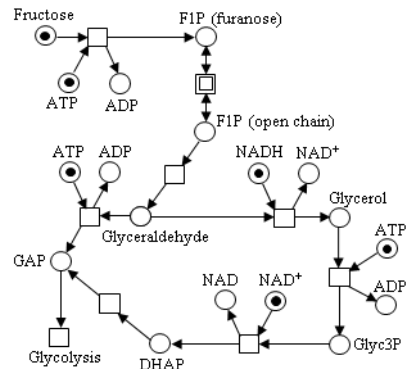 Fructose
F1P (furanose)
ATP
ADP
F1P (open chain)
ATP
ADP
NADH
NAD+
Glycerol
Glyceraldehyde
ATP
GAP
NAD
NAD+
ADP
Glycolysis
DHAP
Glyc3P